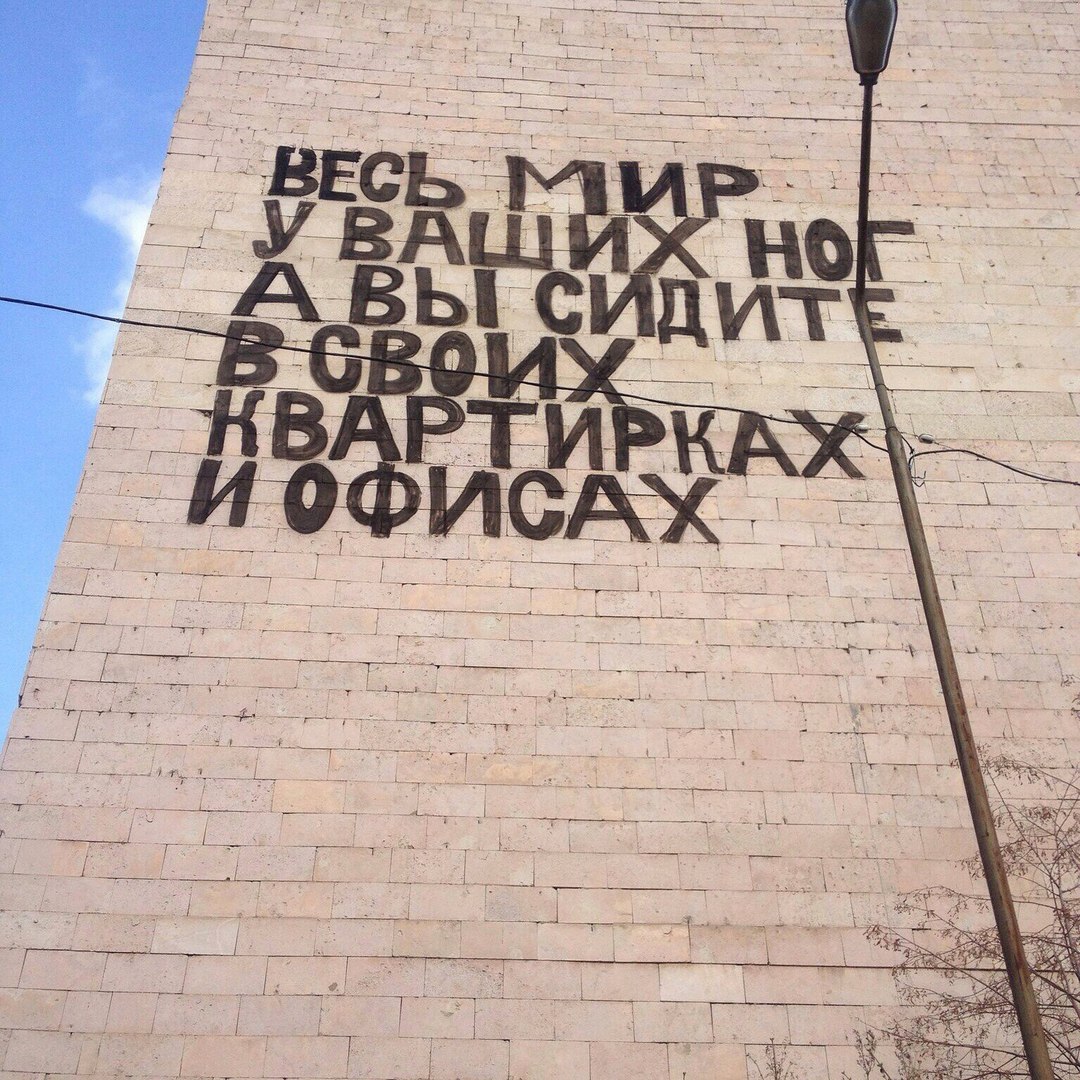 ВЕСЬ МИР
У ВАШИХ НОГ
А ВЫ СИДИТЕ
В СВОИХ
КВАРТИРКАХ
И ОФИСАХ